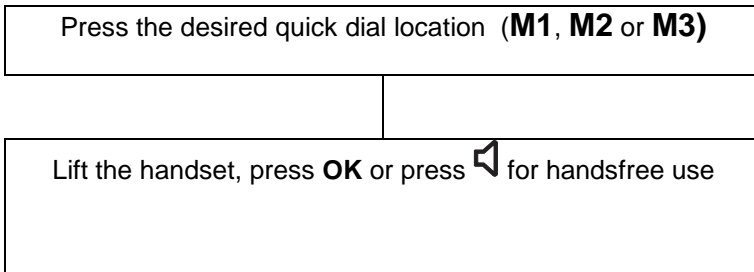 Press the desired quick dial location (M1, M2 or M3)
Lift the handset, press OK or press for handsfree use